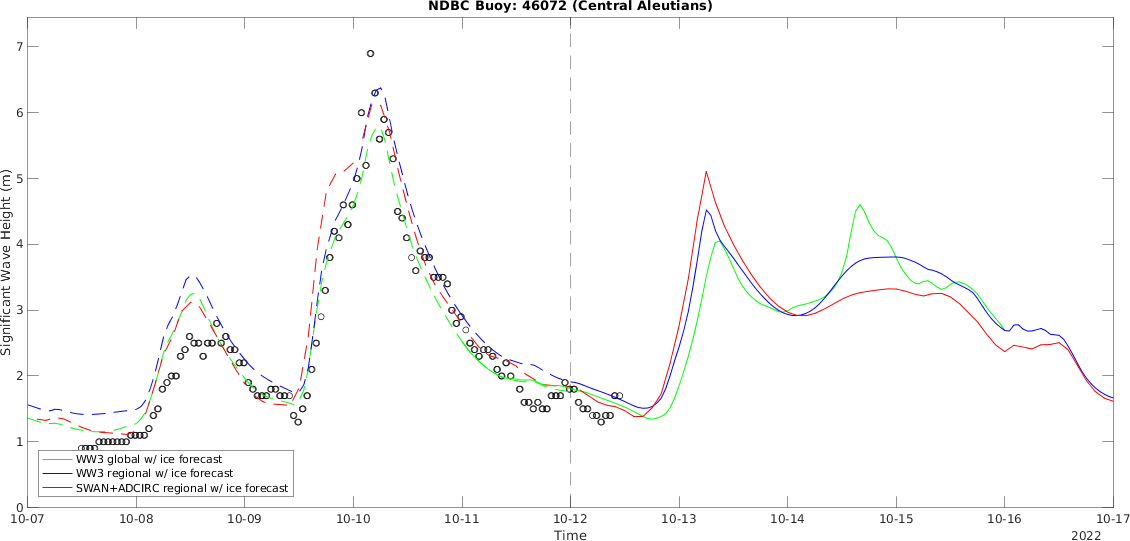 NDBC Buoy: 46072 (Central Aleutians)
Significant Wave Height (m)
7
6
5
4
3
2
1
0
WW3 global w/ ice forecast
WW3 regional w/ ice forecast
SWAN+ADCIRC regional w/ ice forecast
10-07 10-08 10-09 10-10 10-11 10-12 10-13 10-14 10-15 10-16 10-17
Time
2022